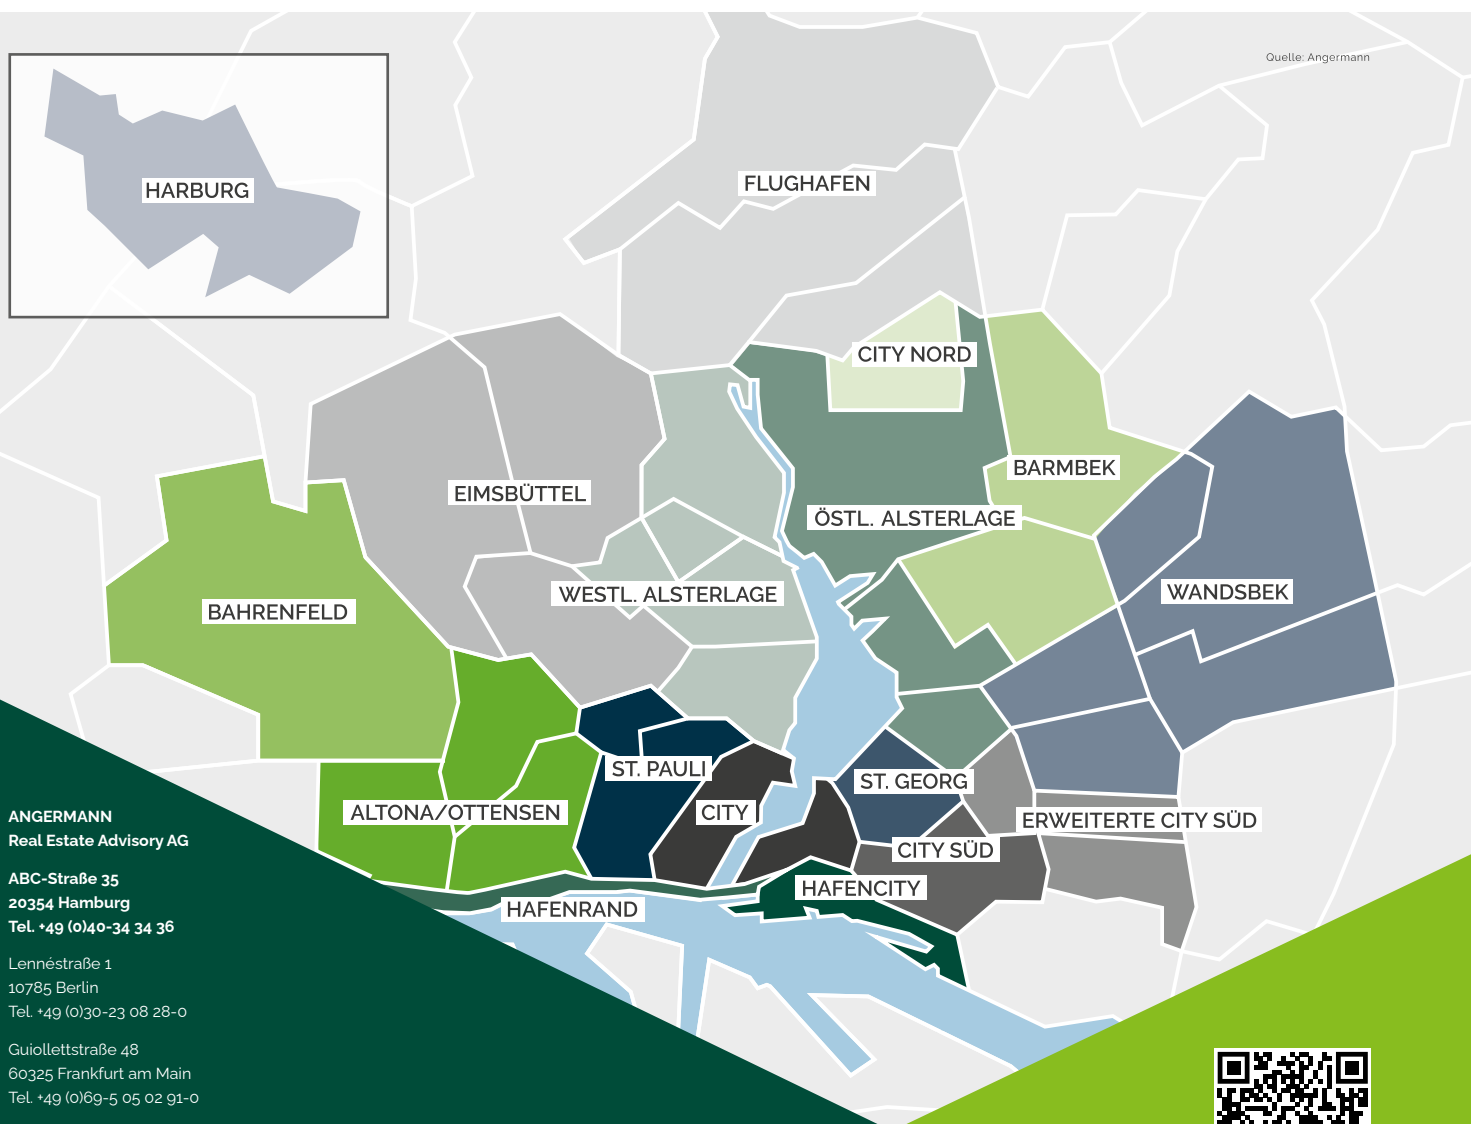 Quelle: Angermann
HARBURG
FLUGHAFEN
CITY NORD
BARMBEK
EIMSBÜTTEL
ÖSTL. ALSTERLAGE
WANDSBEK
WESTL. ALSTERLAGE
BAHRENFELD
ST. PAULI
ST. GEORG
ALTONA/OTTENSEN
CITY
ERWEITERTE CITY SÜD
CITY SÜD
HAFENCITY
HAFENRAND
ANGERMANN
Real Estate Advisory AG
ABC-Straße 35
20354 Hamburg
Tel. +49 (0)40-34 34 36
Lennéstraße 1
10785 Berlin
Tel. +49 (0)30-23 08 28-0
Guiollettstraße 48
60325 Frankfurt am Main
Tel. +49 (0)69-5 05 02 91-0